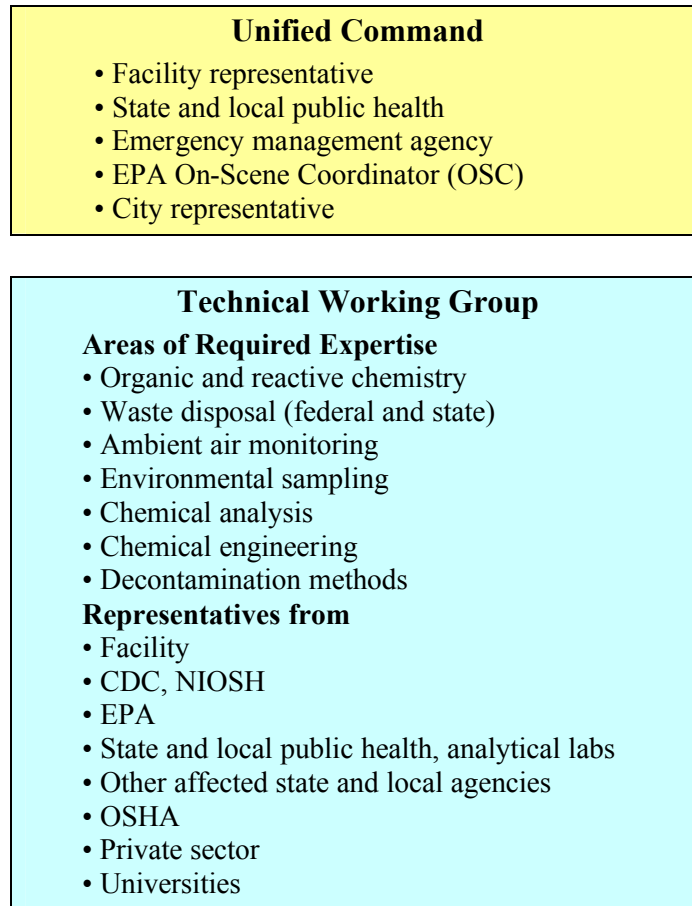 Unified Command
• Facility representative
• State and local public health
• Emergency management agency
• EPA On-Scene Coordinator (OSC)
• City representative
Technical Working Group
Areas of Required Expertise
• Organic and reactive chemistry
• Waste disposal (federal and state)
• Ambient air monitoring
• Environmental sampling
• Chemical analysis
• Chemical engineering
• Decontamination methods
Representatives from
• Facility
• CDC, NIOSH
• EPA
• State and local public health, analytical labs
• Other affected state and local agencies
• OSHA
• Private sector
• Universities